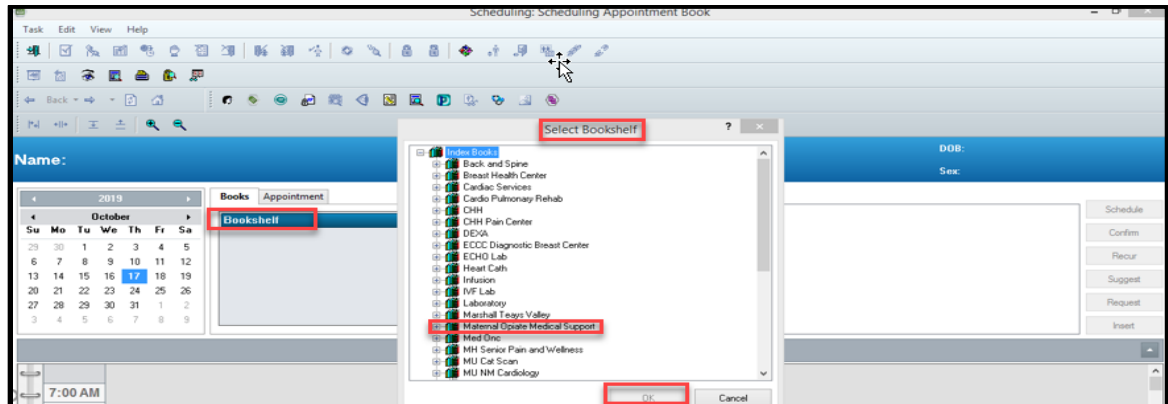 Scheduling: Scheduling Appointment Book
Task Edit View Help
Back
Select Bookshelf ?
Name:
DOB:
Sex:
Index Books
Back and Spine
Breast Health Center
Cardiac Services
Cardio Pulmonary Rehab
CHH
CHH Pain Center
DEXA
ECCC Diagnostic Breast Center
ECHO Lab
Heart Cath
Infusion
IVF Lab
Laboratory
Marshall Teays Valley
Maternal Opiate Medical Support
Med Onc
MH Senior Pain and Wellness
MU Cat Scan
MU NM Cardiology
OK Cancel
2019
October
Su Mo Tu We Th Fr Sa
29 30 1 2 3 4 5
6 7 8 9 10 11 12
13 14 15 16 17 18 19
20 21 22 23 24 25 26
27 28 29 30 31 1 2
3 4 5 6 7 8 9
Books Appointment
Bookshelf
Schedule
Confirm
Recur
Suggest
Request
Insert
7:00 AM